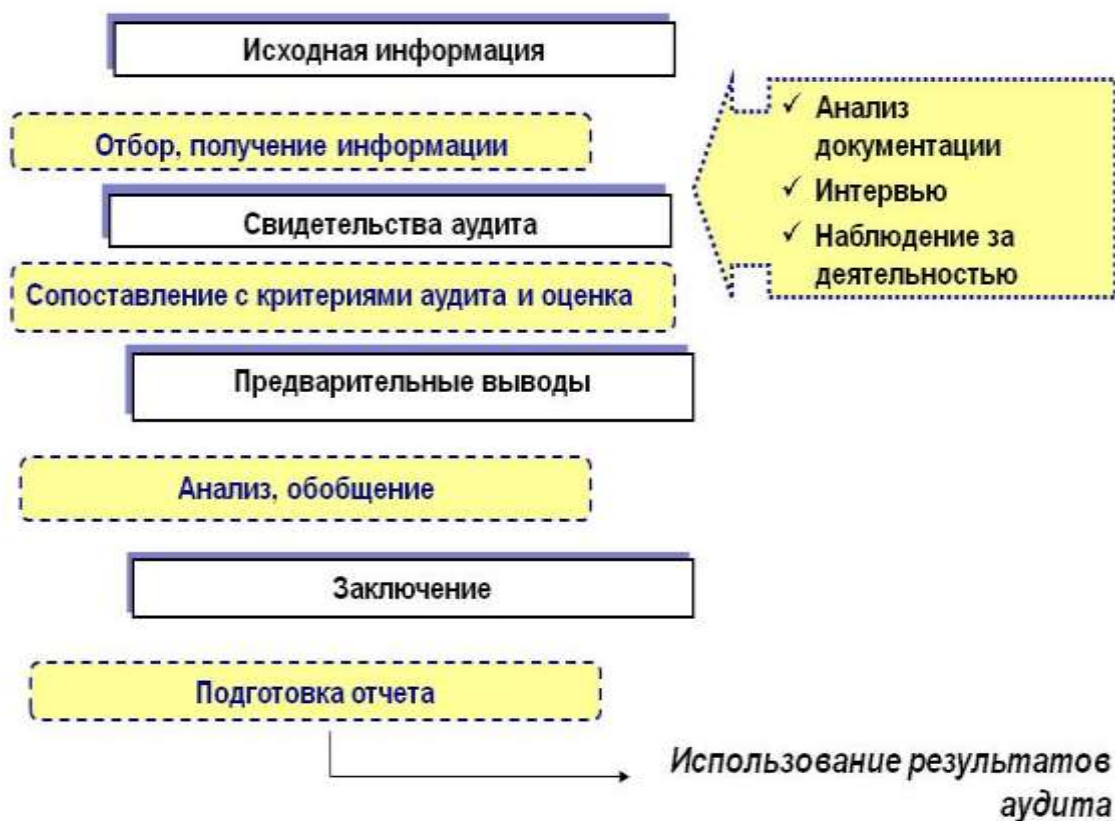 Исходная информация
Отбор, получение информации
Свидетельства аудита
Сопоставление с критериями аудита и оценка
Предварительные выводы
Анализ, обобщение
Заключение
Подготовка отчета
✓ Анализ
документации
✓ Интервью
✓ Наблюдение за
деятельностью
Использование результатов
аудита